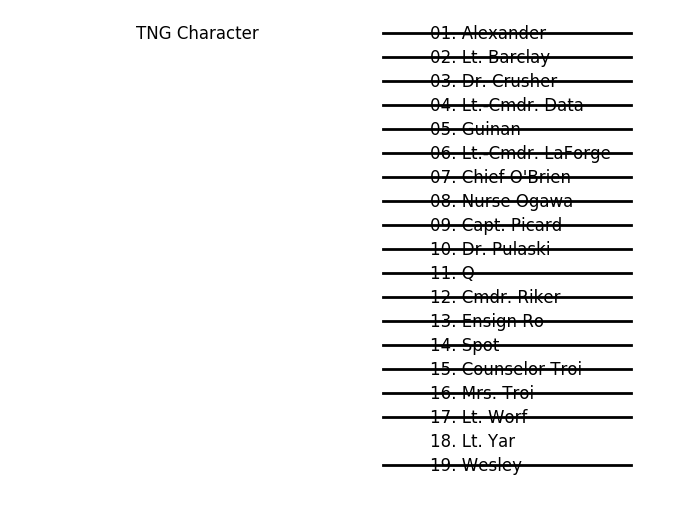 TNG Character
01. Alexander
02. Lt. Barclay
03. Dr. Crusher
04. Lt.-Cmdr. Data
05. Guinan
06. Lt.-Cmdr. LaForge
07. Chief O'Brien
08. Nurse Ogawa
09. Capt. Picard
10. Dr. Pulaski
11. Q
12. Cmdr. Riker
13. Ensign Ro
14. Spot
15. Counselor Troi
16. Mrs. Troi
17. Lt. Worf
18. Lt. Yar
19. Wesley